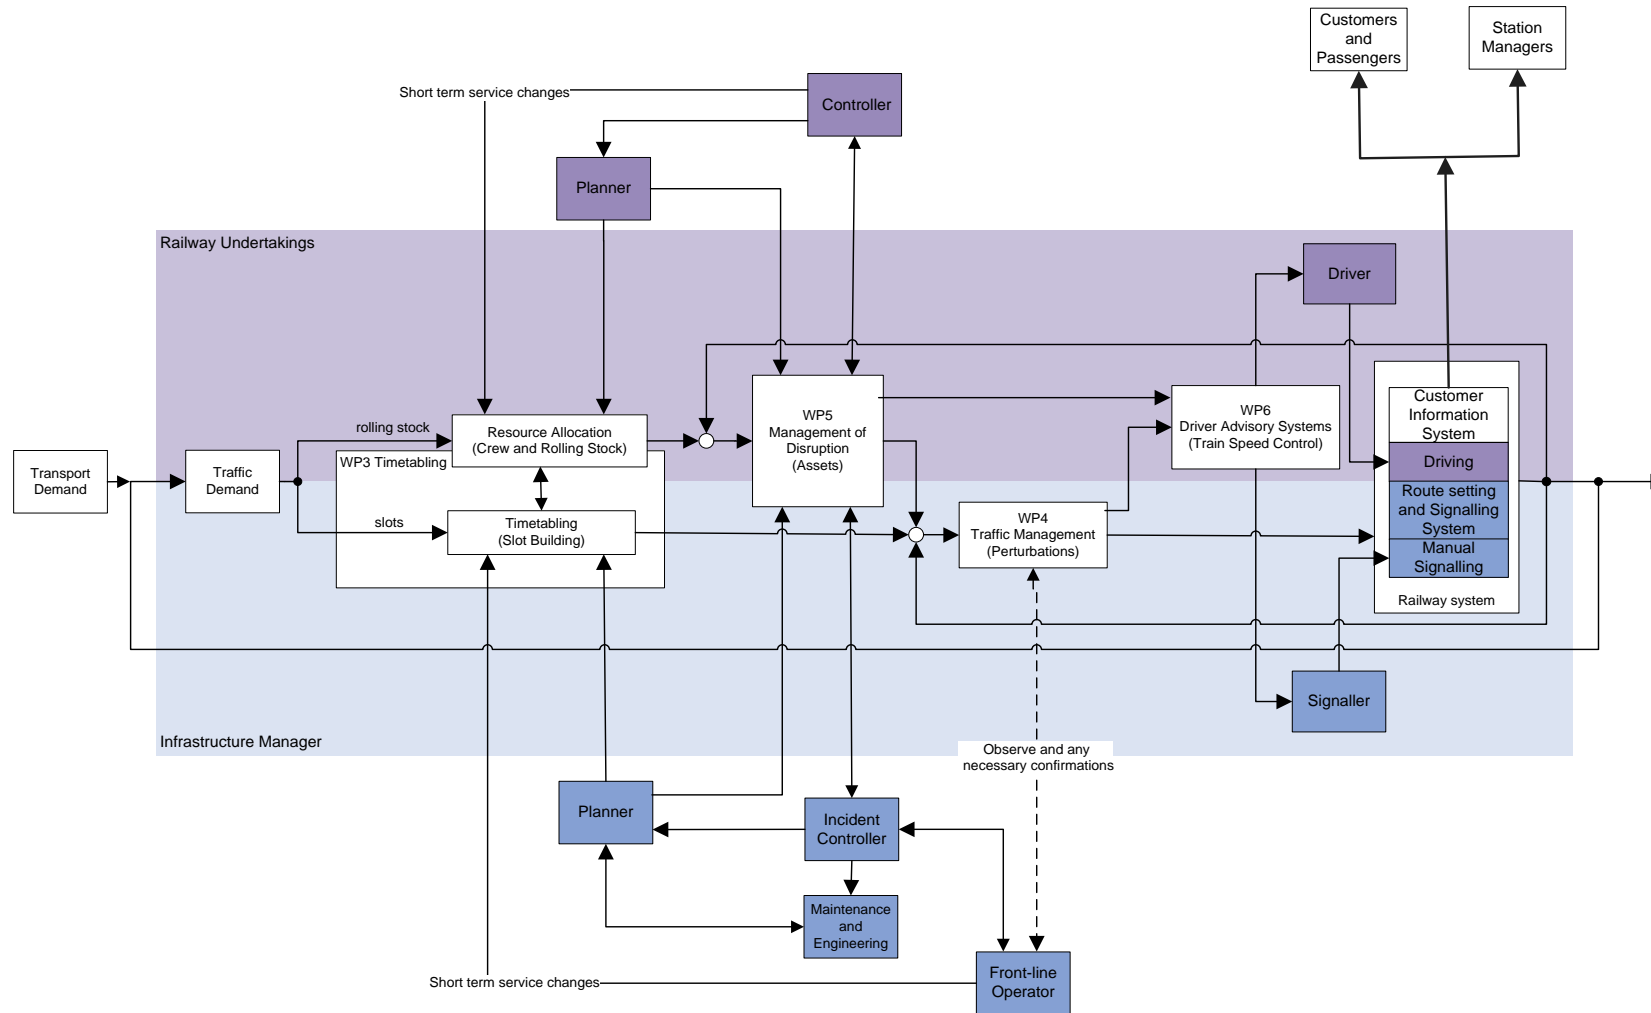 Customers
and
Passengers
Station
Managers
Short term service changes
Controller
Planner
Railway Undertakings
Driver
rolling stock
Resource Allocation
(Crew and Rolling Stock)
WP5
Management of
Disruption
(Assets)
WP6
Driver Advisory Systems
(Train Speed Control)
Customer
Information
System
Driving
Route setting
and Signalling
System
Manual
Signalling
Railway system
WP3 Timetabling
Transport
Demand
Traffic
Demand
slots
Timetabling
(Slot Building)
WP4
Traffic Management
(Perturbations)
Signaller
Infrastructure Manager
Observe and any
necessary confirmations
Planner
Incident
Controller
Maintenance
and
Engineering
Front-line
Operator
Short term service changes